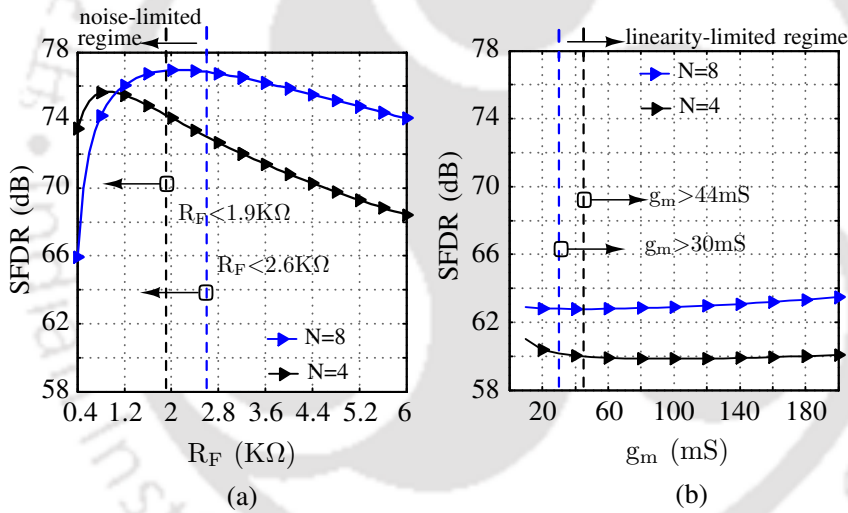 noise-limited
regime
SFDR (dB)
78
74
70
66
62
58
R_F<1.9KΩ
R_F<2.6KΩ
N=8
N=4
0.4 1.2 2 2.8 3.6 4.4 5.2 6
R_F (KΩ)
(a)
linearity-limited regime
SFDR (dB)
78
74
70
66
62
58
N=8
N=4
g_m>44mS
g_m>30mS
20 60 100 140 180
g_m (mS)
(b)